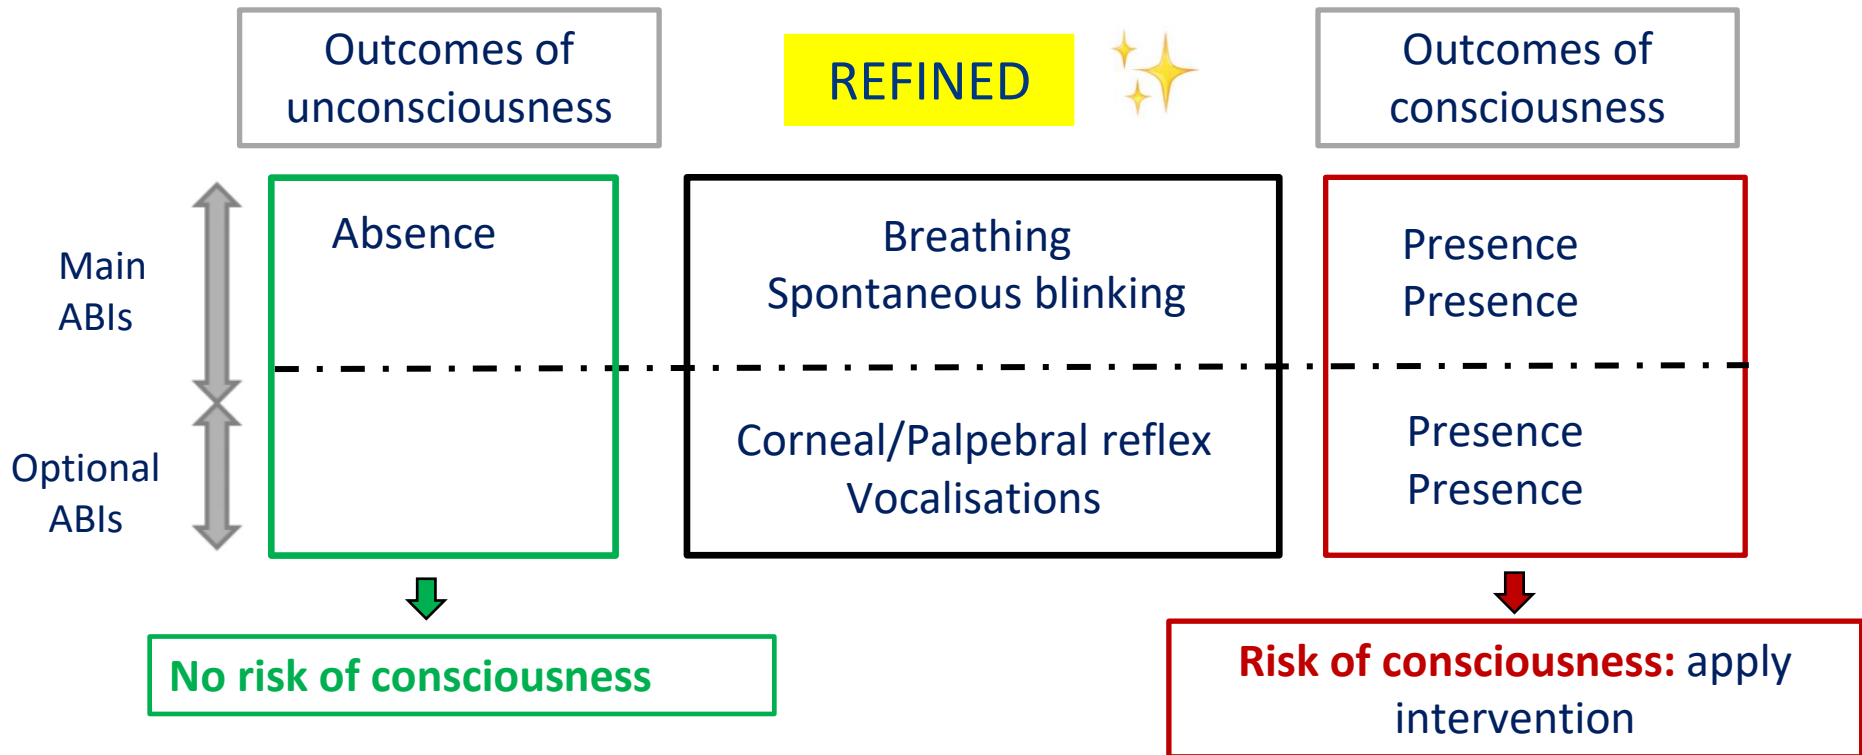 Outcomes of
unconsciousness
REFINED
Outcomes of
consciousness
Main
ABIs
Absence
Breathing
Spontaneous blinking
Presence
Presence
Optional
ABIs
Corneal/Palpebral reflex
Vocalisations
Presence
Presence
No risk of consciousness
Risk of consciousness: apply
intervention